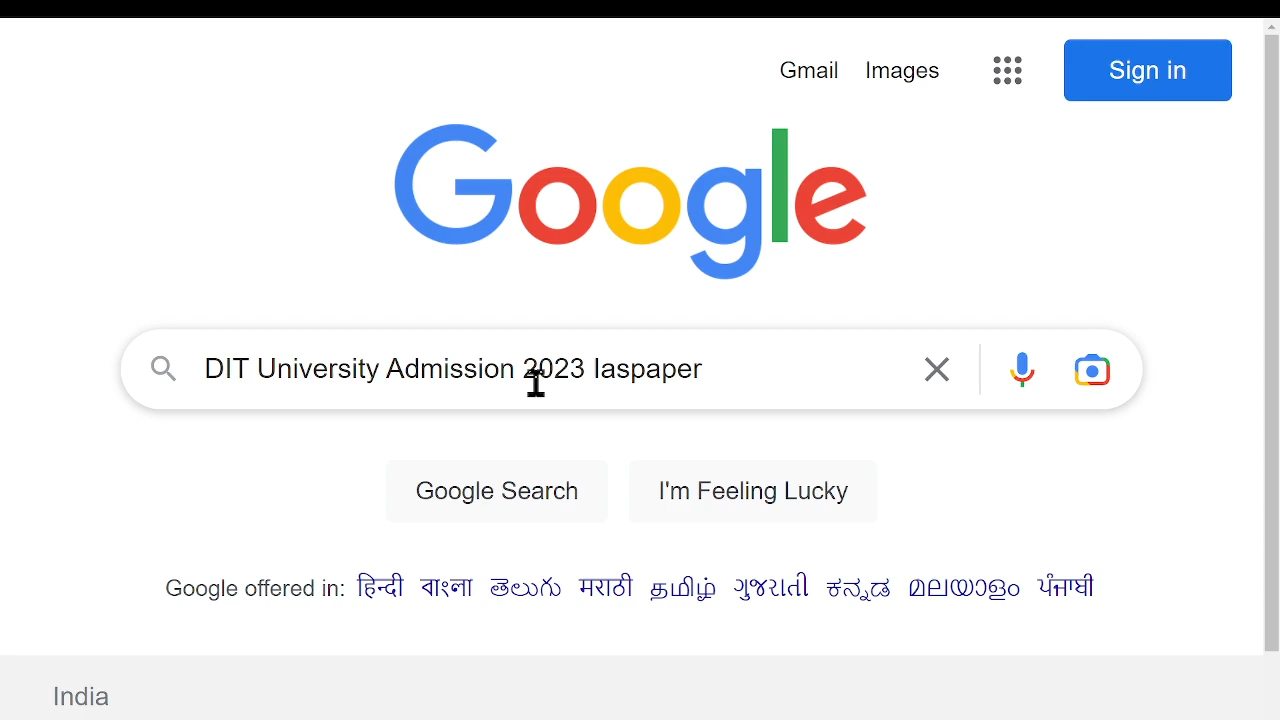 Gmail Images Sign in
Google
DIT University Admission 2023 Iaspaper
Google Search I'm Feeling Lucky
Google offered in: हिन्दी বাংলা తెలుగు मराठी தமிழ் ગુજરાતી ಕನ್ನಡ മലയാളം ਪੰਜਾਬੀ
India